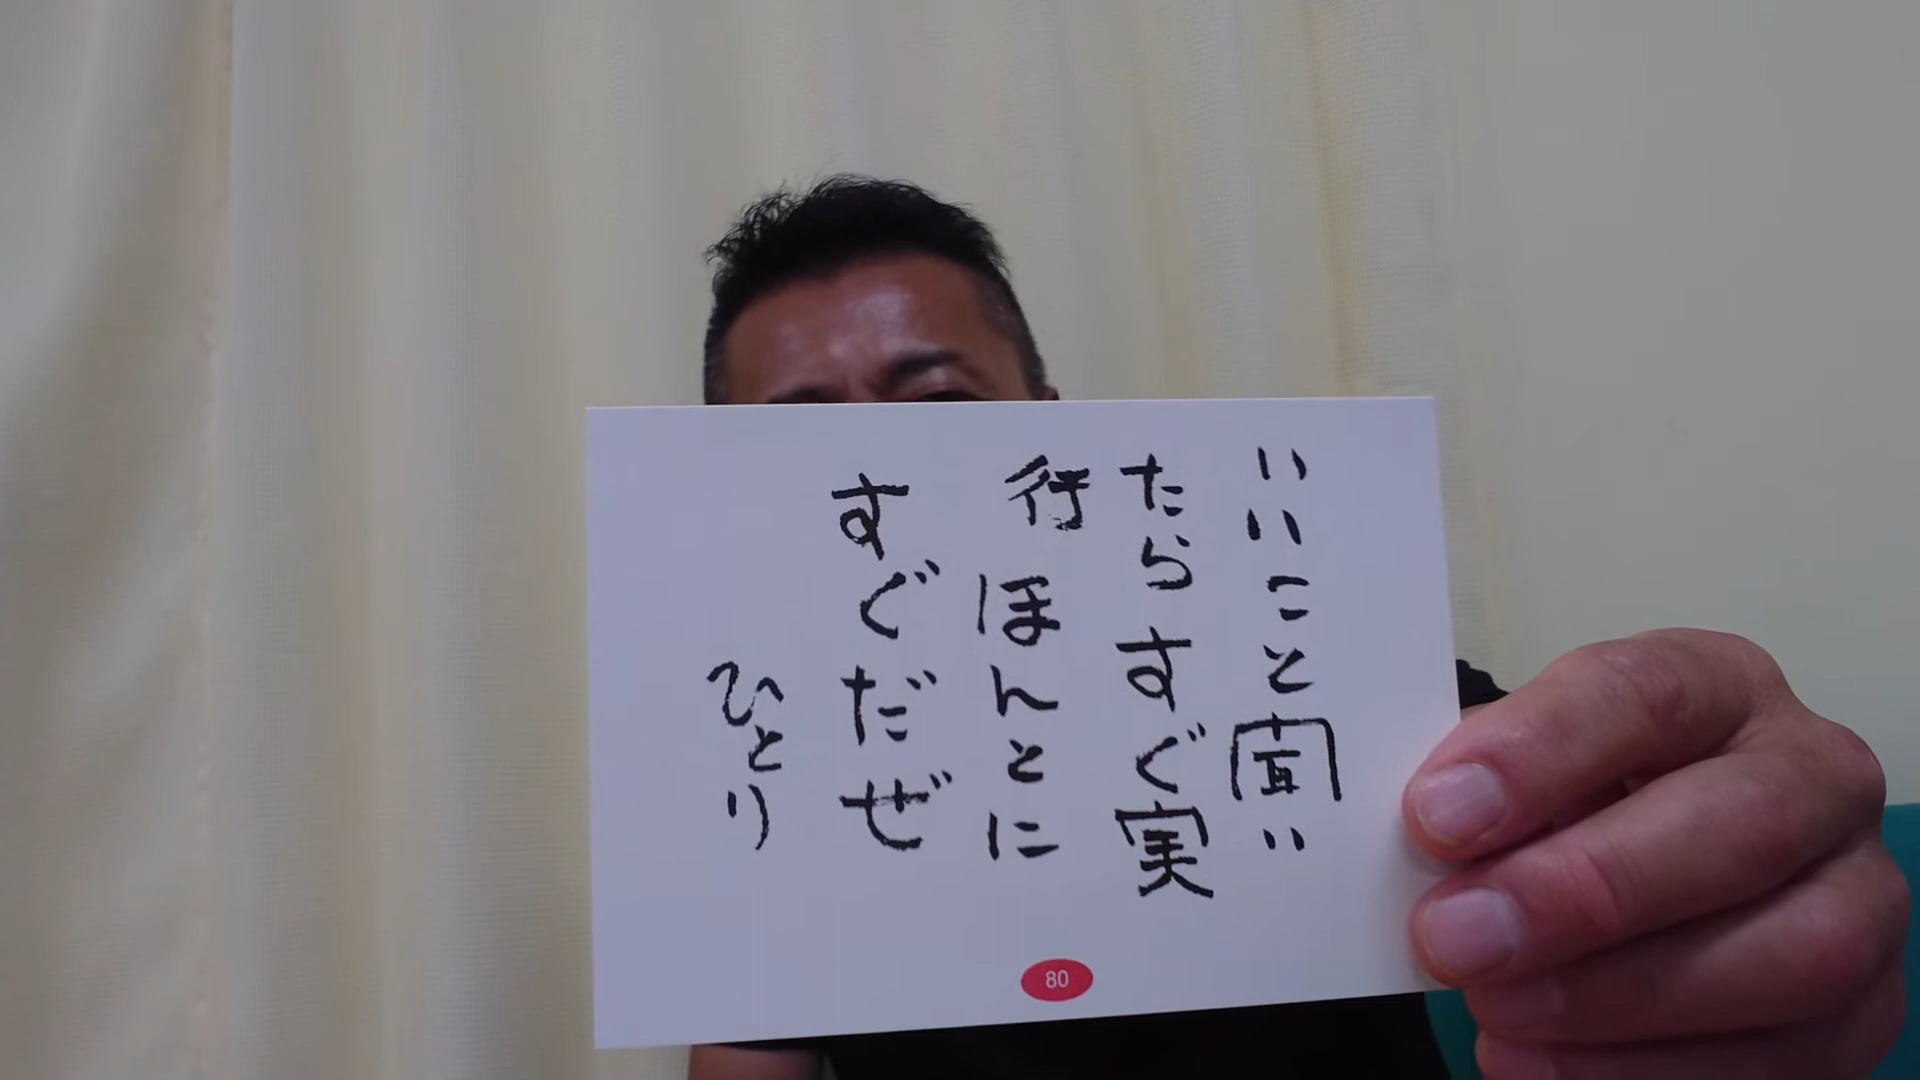 いいこと聞い
たらすぐ実
行 ほんとに
すぐだぜ
ひとり
80